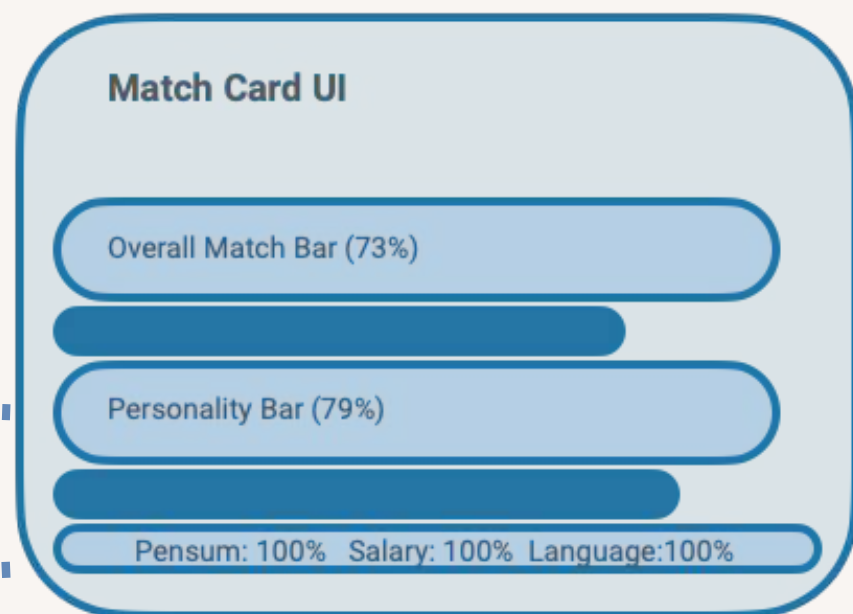 Match Card UI
Overall Match Bar (73%)
Personality Bar (79%)
Pensum: 100% Salary: 100% Language:100%